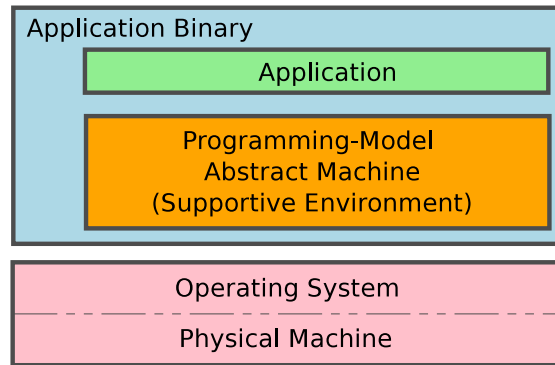 Application Binary
Application
Programming-Model
Abstract Machine
(Supportive Environment)
Operating System
Physical Machine